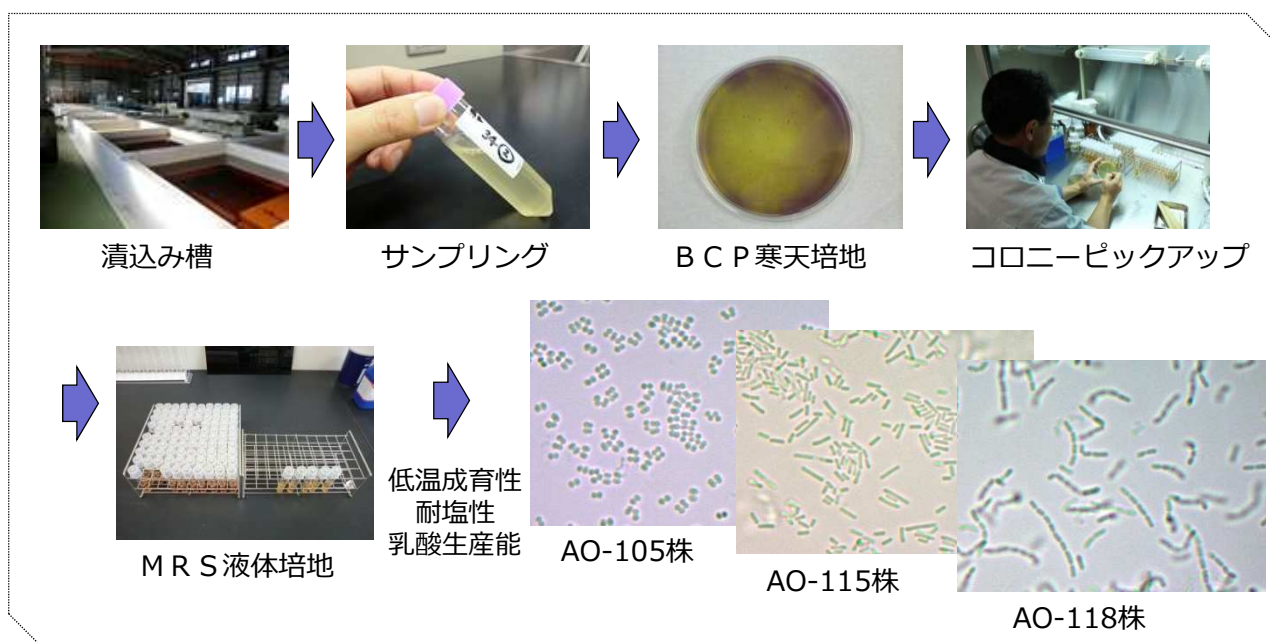 34-③
漬込み槽
サンプリング
ＢＣＰ寒天培地
コロニーピックアップ
低温成育性
耐塩性
乳酸生産能
ＭＲＳ液体培地
AO-105株
AO-115株
AO-118株